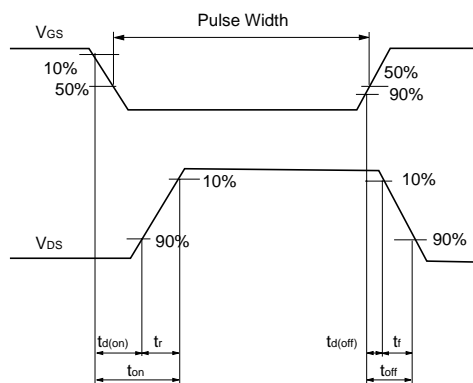 Pulse Width
VGS
10%
50%
50%
90%
10%
10%
VDS
90%
90%
td(on)
tr
td(off)
tf
ton
toff